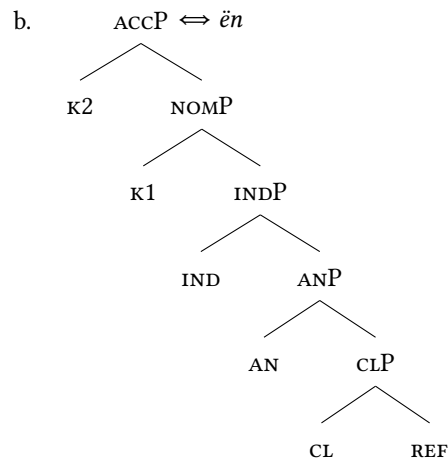 b. ACCP ⇔ ën
K2 NOMP
K1 INDP
IND ANP
AN CLP
CL REF